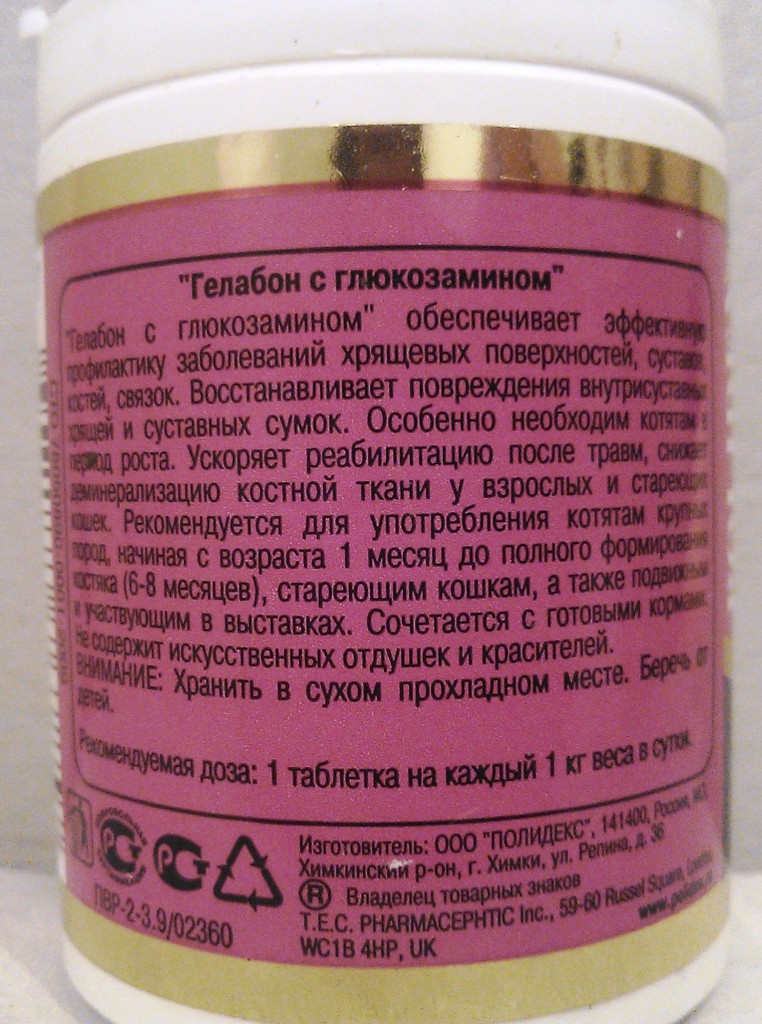 "Гелабон с глюкозамином"
"Гелабон с глюкозамином" обеспечивает эффективную
профилактику заболеваний хрящевых поверхностей, суставов,
костей, связок. Восстанавливает повреждения внутрисуставных
хрящей и суставных сумок. Особенно необходим котятам в
период роста. Ускоряет реабилитацию после травм, снижает
деминерализацию костной ткани у взрослых и стареющих
кошек. Рекомендуется для употребления котятам крупных
пород, начиная с возраста 1 месяц до полного формирования
костяка (6-8 месяцев), стареющим кошкам, а также подвижным
и участвующим в выставках. Сочетается с готовыми кормами.
Не содержит искусственных отдушек и красителей.
ВНИМАНИЕ: Хранить в сухом прохладном месте. Беречь от
детей.
Рекомендуемая доза: 1 таблетка на каждый 1 кг веса в сутки.
Изготовитель: ООО "ПОЛИДЕКС", 141400, Россия, МО,
Химкинский р-он, г. Химки, ул. Репина, д. 36
® Владелец товарных знаков
T.E.C. PHARMACEPHTIC Inc., 59-60 Russel Square, London
WC1B 4HP, UK
ПВР-2-3.9/02360